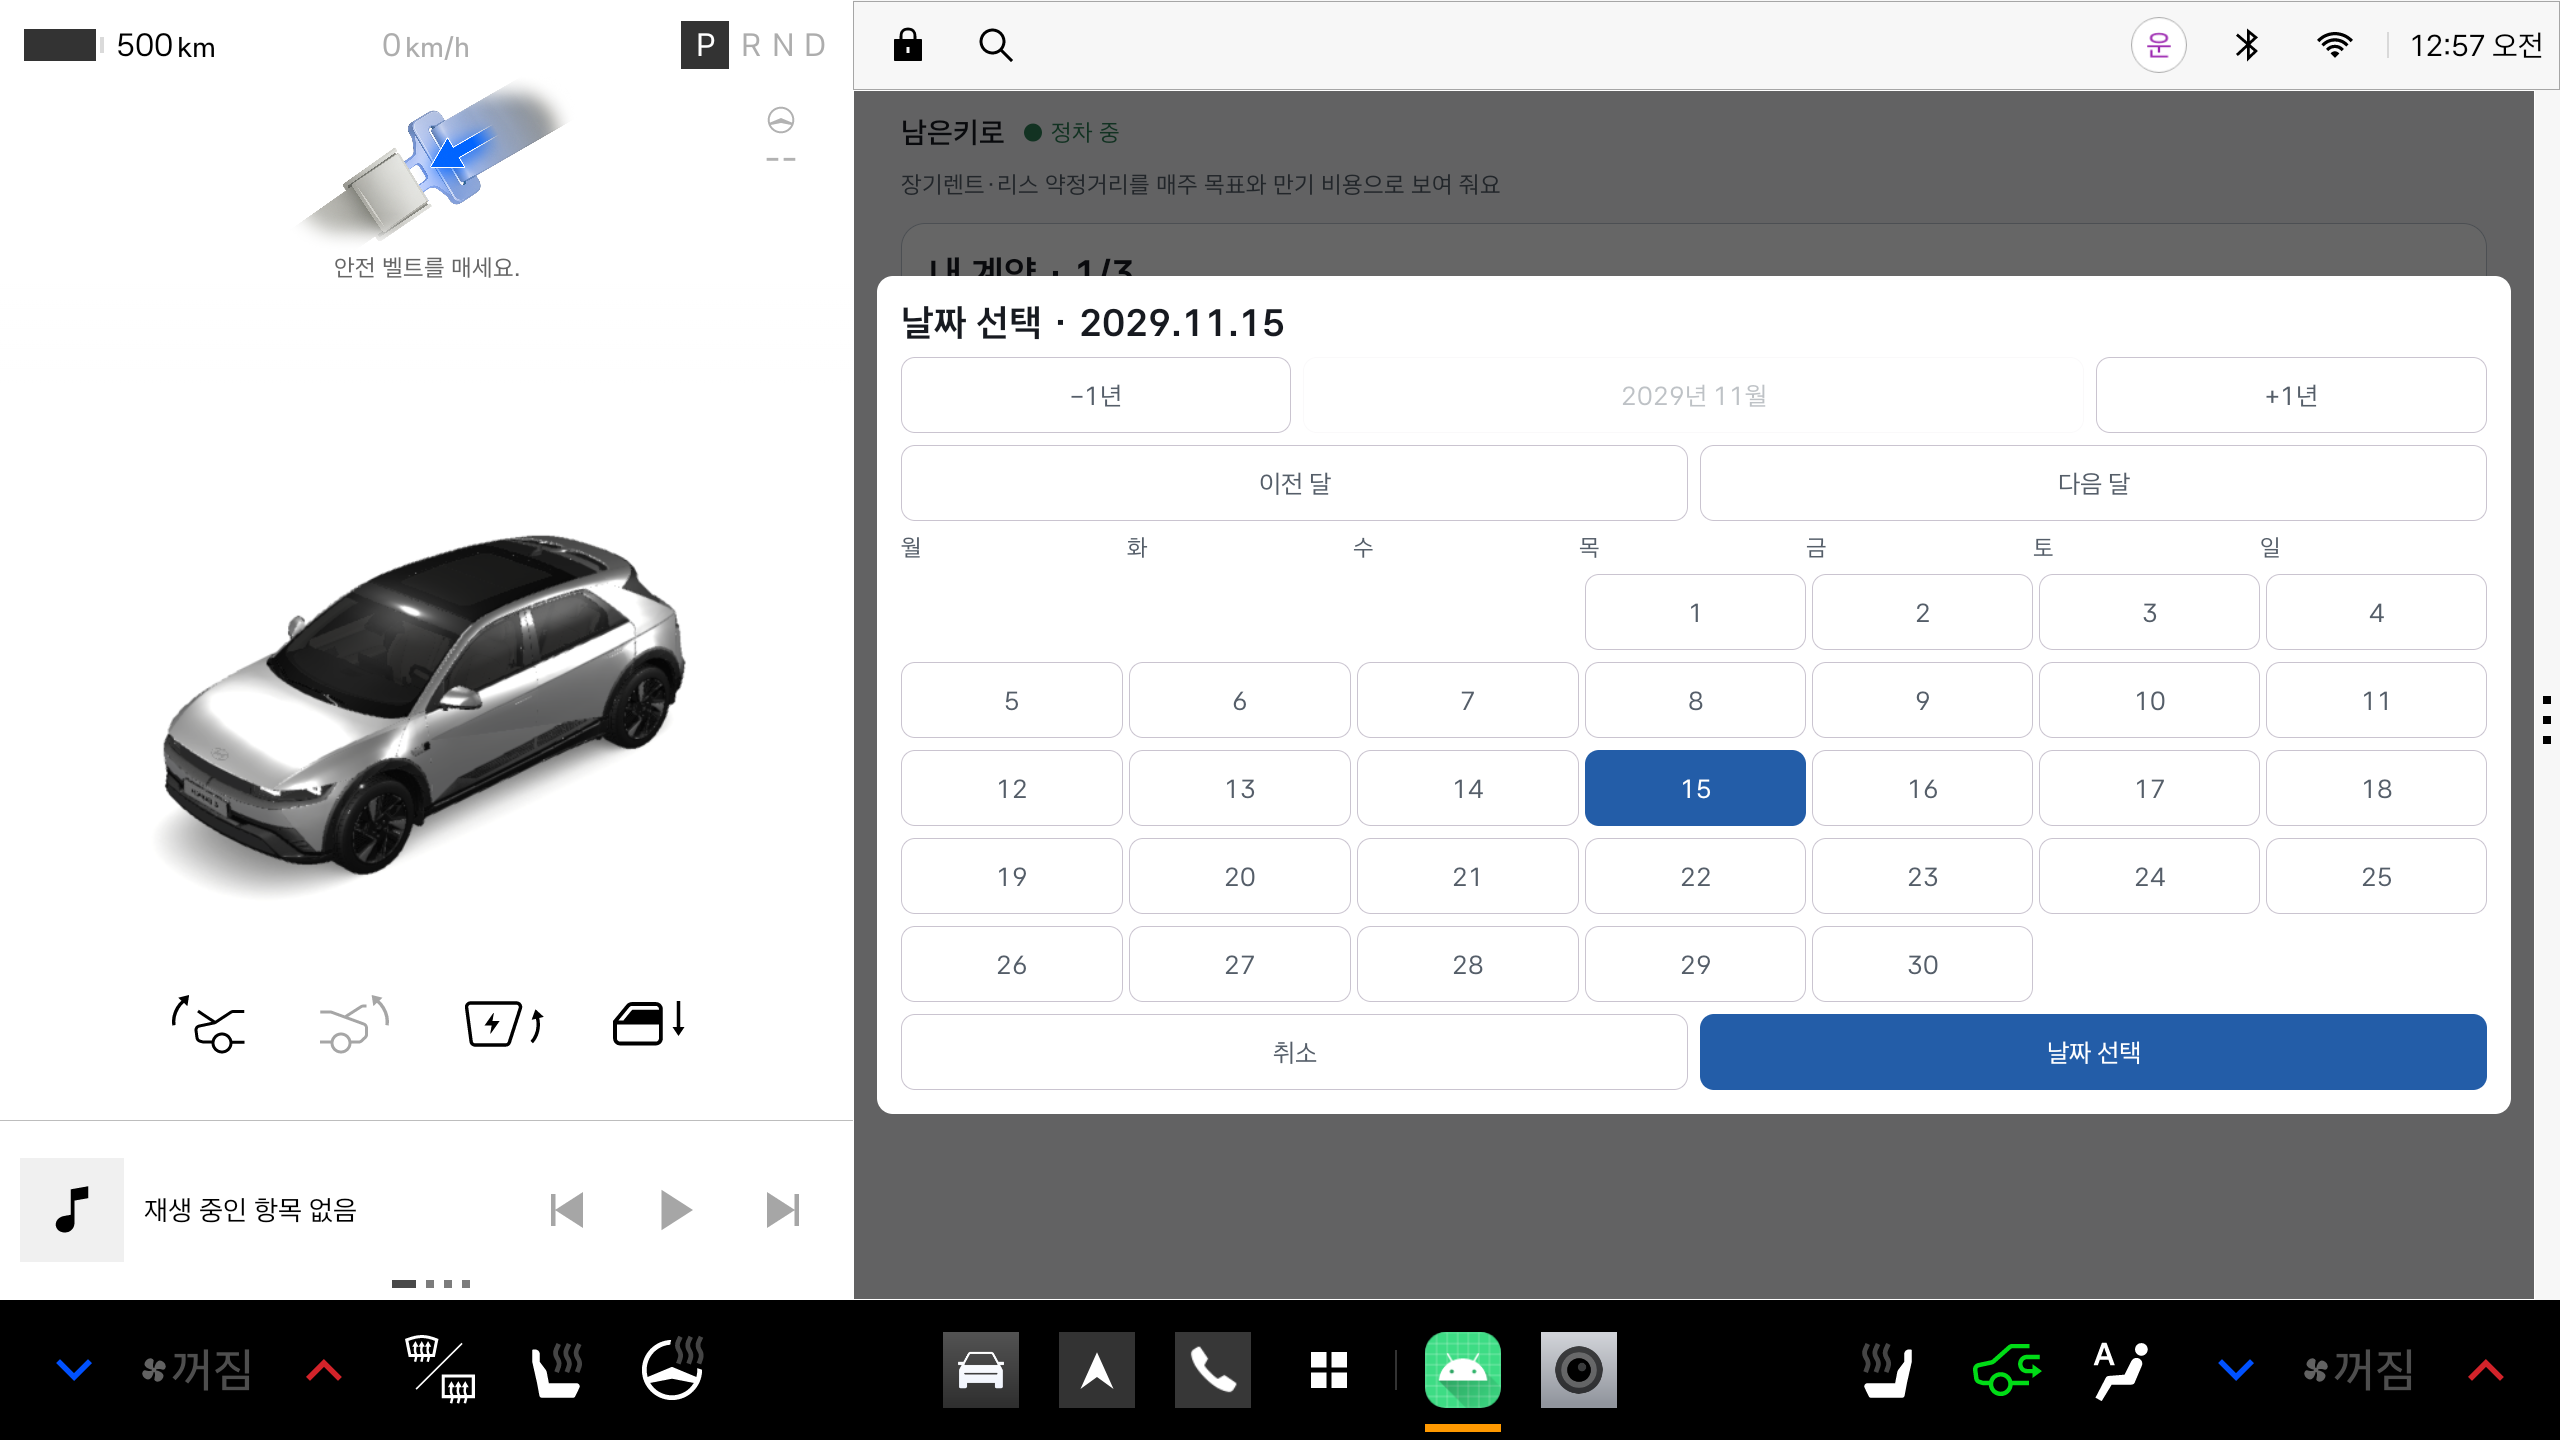 500 km
0 km/h
P R N D
운
12:57 오전
안전 벨트를 매세요.
남은키로
정차 중
장기렌트·리스 약정거리를 매주 목표와 만기 비용으로 보여 줘요
내 계약 · 1/3
날짜 선택 · 2029.11.15
−1년
2029년 11월
+1년
이전 달
다음 달
월 화 수 목 금 토 일
1 2 3 4
5 6 7 8 9 10 11
12 13 14 15 16 17 18
19 20 21 22 23 24 25
26 27 28 29 30
취소
날짜 선택
재생 중인 항목 없음
꺼짐
A
꺼짐